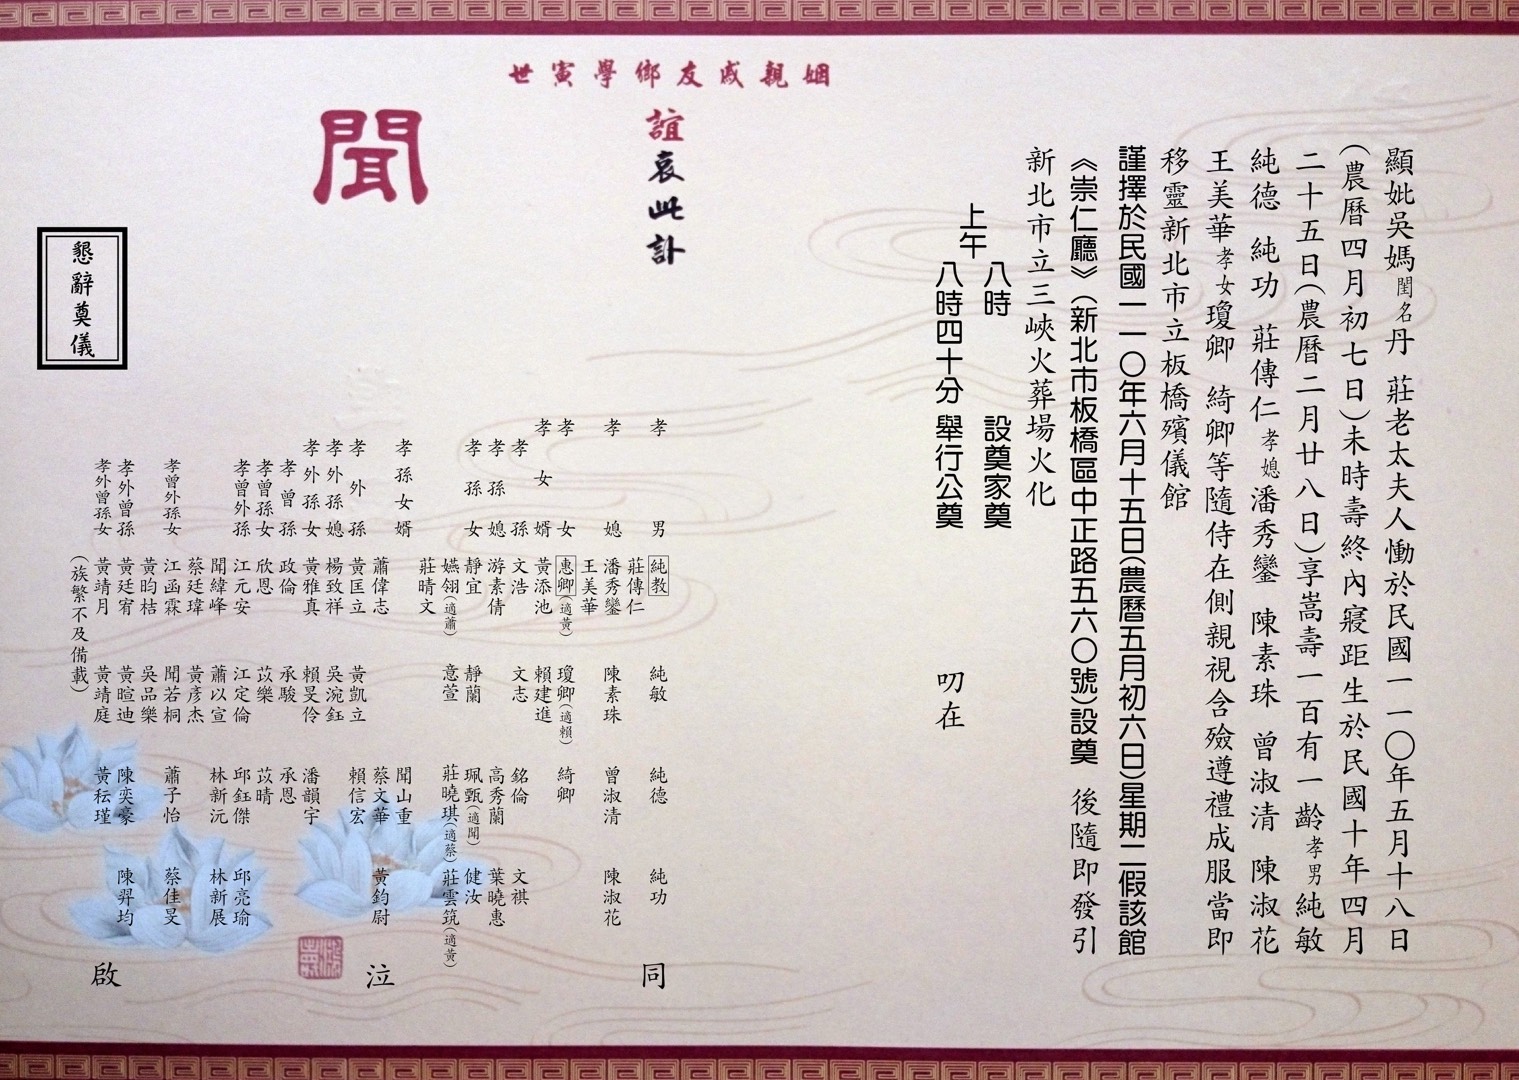 顯妣吳媽閨名丹 莊老太夫人慟於民國一一〇年五月十八日
(農曆四月初七日)未時壽終內寢距生於民國十年四月
二十五日(農曆二月廿八日)享嵩壽一百有一齡孝男純敏
純德 純功 莊傳仁孝媳潘秀鑾 陳素珠 曾淑清 陳淑花
王美華孝女瓊卿 綺卿等隨侍在側親視含殮遵禮成服當即
移靈新北市立板橋殯儀館
謹擇於民國一一〇年六月十五日(農曆五月初六日)星期二假該館
《崇仁廳》(新北市板橋區中正路五六〇號)設奠 後隨即發引
新北市立三峽火葬場火化
上午
八時 設奠家奠
八時四十分 舉行公奠
叨在
姻親戚友鄉學寅世
誼哀此訃
聞
孝男 純教 純敏 純德 純功
莊傳仁
孝媳 潘秀鑾 陳素珠 曾淑清 陳淑花
王美華
孝女 惠卿(適黃) 瓊卿(適賴) 綺卿
孝女婿 黃添池 賴建進
孝孫 文浩 文志 銘倫 文祺
孝孫媳 游素倩 高秀蘭 葉曉惠
孝孫女 靜宜 靜蘭 珮甄(適聞) 健汝
嬿翎(適蕭) 意萱 莊曉琪(適蔡) 莊雲筑(適黃)
莊晴文
孝孫女婿 聞山重
蕭偉志 蔡文華 黃鈞尉
孝外孫 黃匡立 黃凱立 賴信宏
孝外孫媳 楊致祥 吳涴鈺
孝外孫女 黃雅真 賴旻伶 潘韻宇
孝曾孫 政倫 承駿 承恩
孝曾孫女 欣恩 苡樂 苡晴
孝曾外孫 江元安 江定倫 邱鈺傑 邱亮瑜
聞緯峰 蕭以宣 林新沅 林新展
蔡廷瑋 黃彥杰
孝曾外孫女 江函霖 聞若桐 蕭子怡 蔡佳旻
黃昀桔 吳品樂
孝外曾孫 黃廷宥 黃暄迪 陳奕豪 陳羿均
孝外曾孫女 黃靖月 黃靖庭 黃耘瑾
(族繁不及備載)
同
泣
啟
懇辭奠儀